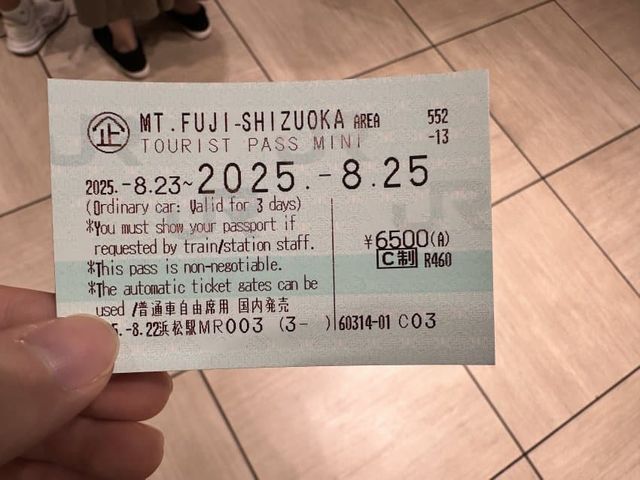 企 MT.FUJI-SHIZUOKA AREA 552
TOURIST PASS MINI -13
2025.-8.23~2025.-8.25
(Ordinary car: Valid for 3 days)
*You must show your passport if
requested by train/station staff.
*This pass is non-negotiable.
*The automatic ticket gates can be
used /普通車自由席用 国内発売
¥6500(A)
C制 R460
-8.22浜松駅MR003 (3- ) 60314-01 C03